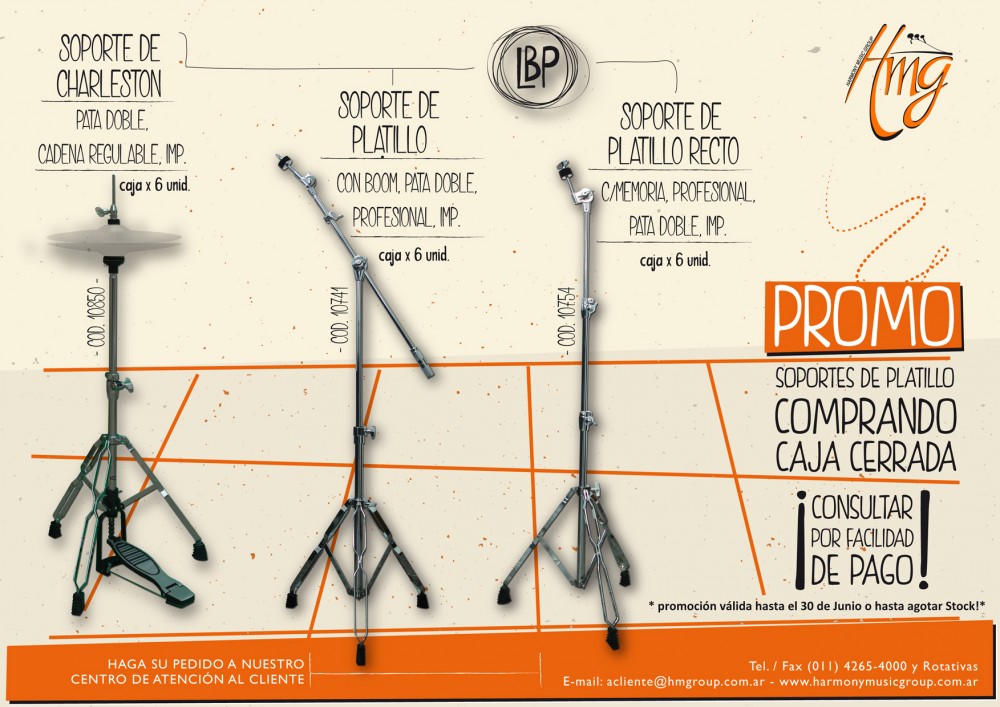 SOPORTE DE
CHARLESTON
PATA DOBLE,
CADENA REGULABLE, IMP.
caja x 6 unid.
- COD. 10850 -
SOPORTE DE
PLATILLO
CON BOOM, PATA DOBLE,
PROFESIONAL, IMP.
caja x 6 unid.
- COD. 10741
LBP
SOPORTE DE
PLATILLO RECTO
C/MEMORIA, PROFESIONAL,
PATA DOBLE, IMP.
caja x 6 unid.
- COD. 10754
HARMONY MUSIC GROUP
Hmg
PROMO
SOPORTES DE PLATILLO
COMPRANDO
CAJA CERRADA
¡CONSULTAR
POR FACILIDAD
DE PAGO!
* promoción válida hasta el 30 de Junio o hasta agotar Stock!*
HAGA SU PEDIDO A NUESTRO
CENTRO DE ATENCIÓN AL CLIENTE
Tel. / Fax (011) 4265-4000 y Rotativas
E-mail: acliente@hmgroup.com.ar - www.harmonymusicgroup.com.ar